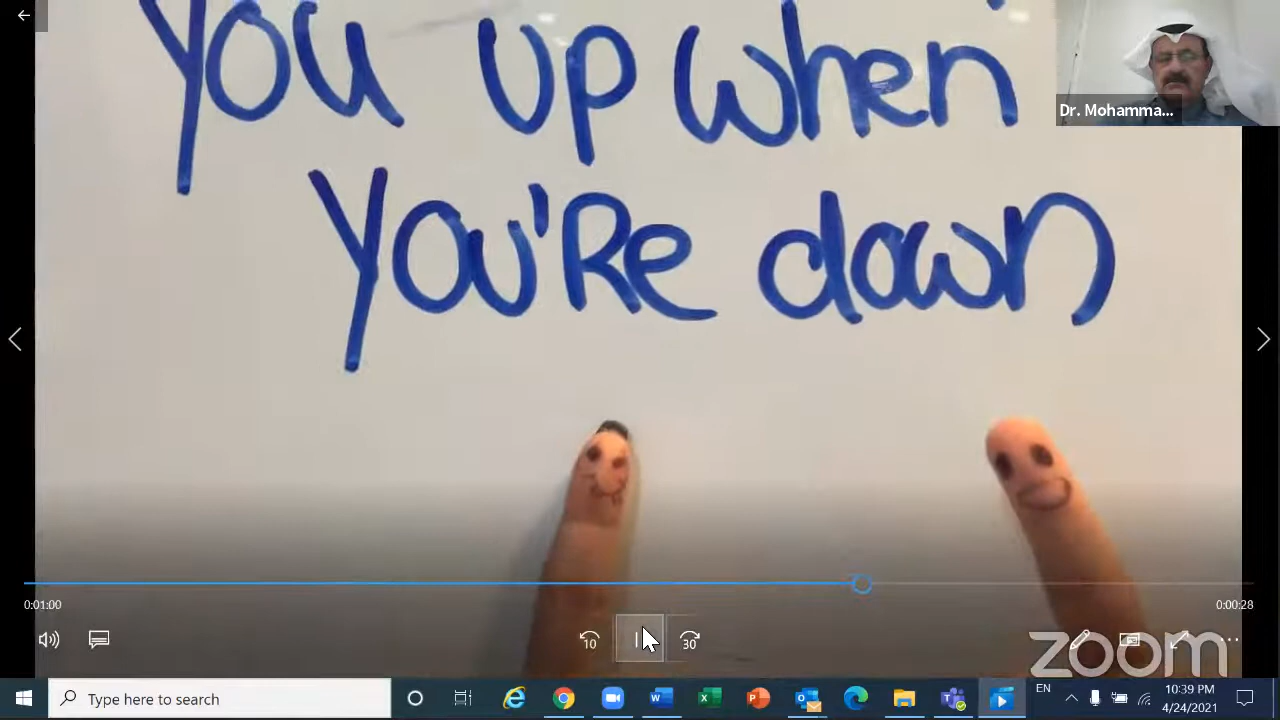 You up when
You'Re down
Dr. Mohamma...
0:01:00
0:00:28
10
30
zoom
Type here to search
EN
10:39 PM
4/24/2021